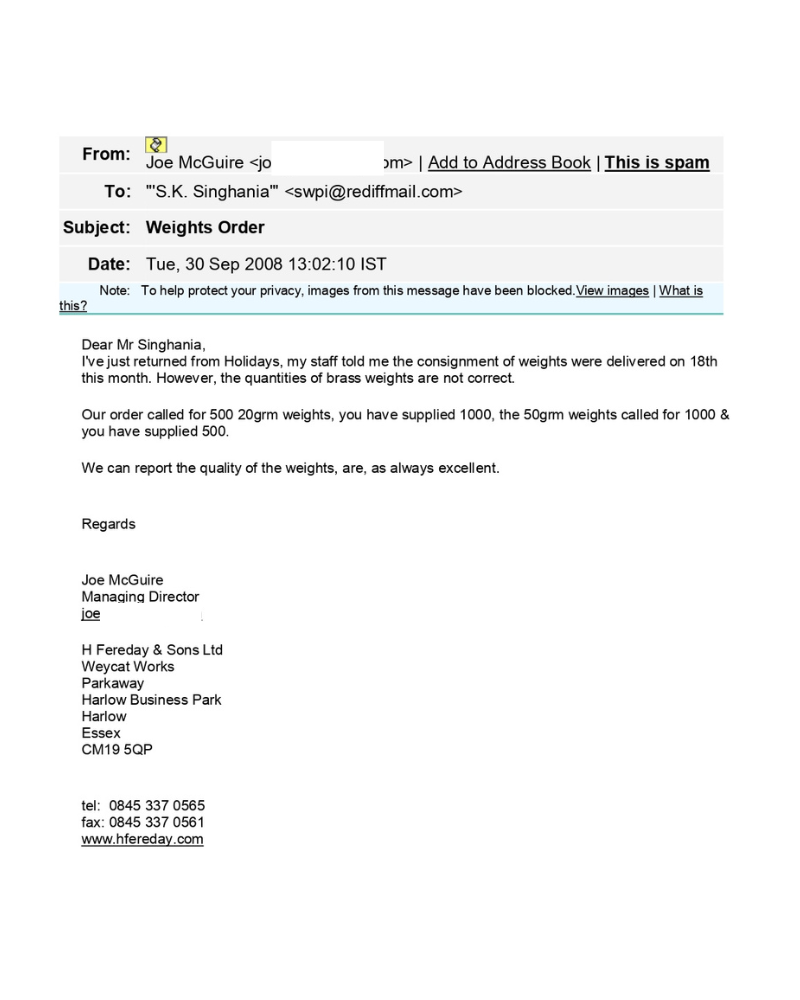 From: Joe McGuire <jo om> | Add to Address Book | This is spam
To: "'S.K. Singhania'" <swpi@rediffmail.com>
Subject: Weights Order
Date: Tue, 30 Sep 2008 13:02:10 IST
Note: To help protect your privacy, images from this message have been blocked.View images | What is
this?
Dear Mr Singhania,
I've just returned from Holidays, my staff told me the consignment of weights were delivered on 18th
this month. However, the quantities of brass weights are not correct.
Our order called for 500 20grm weights, you have supplied 1000, the 50grm weights called for 1000 &
you have supplied 500.
We can report the quality of the weights, are, as always excellent.
Regards
Joe McGuire
Managing Director
joe
H Fereday & Sons Ltd
Weycat Works
Parkaway
Harlow Business Park
Harlow
Essex
CM19 5QP
tel: 0845 337 0565
fax: 0845 337 0561
www.hfereday.com